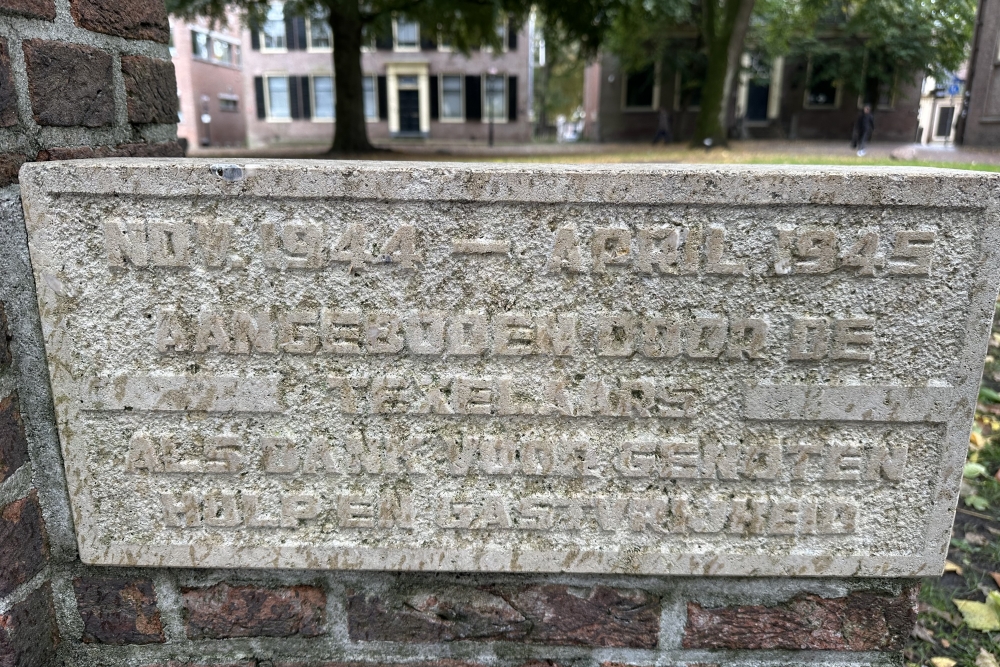 NOV. 1944 — APRIL 1945
AANGEBODEN DOOR DE
TEXELAARS
ALS DANK VOOR GENOTEN
HULP EN GASTVRIJHEID